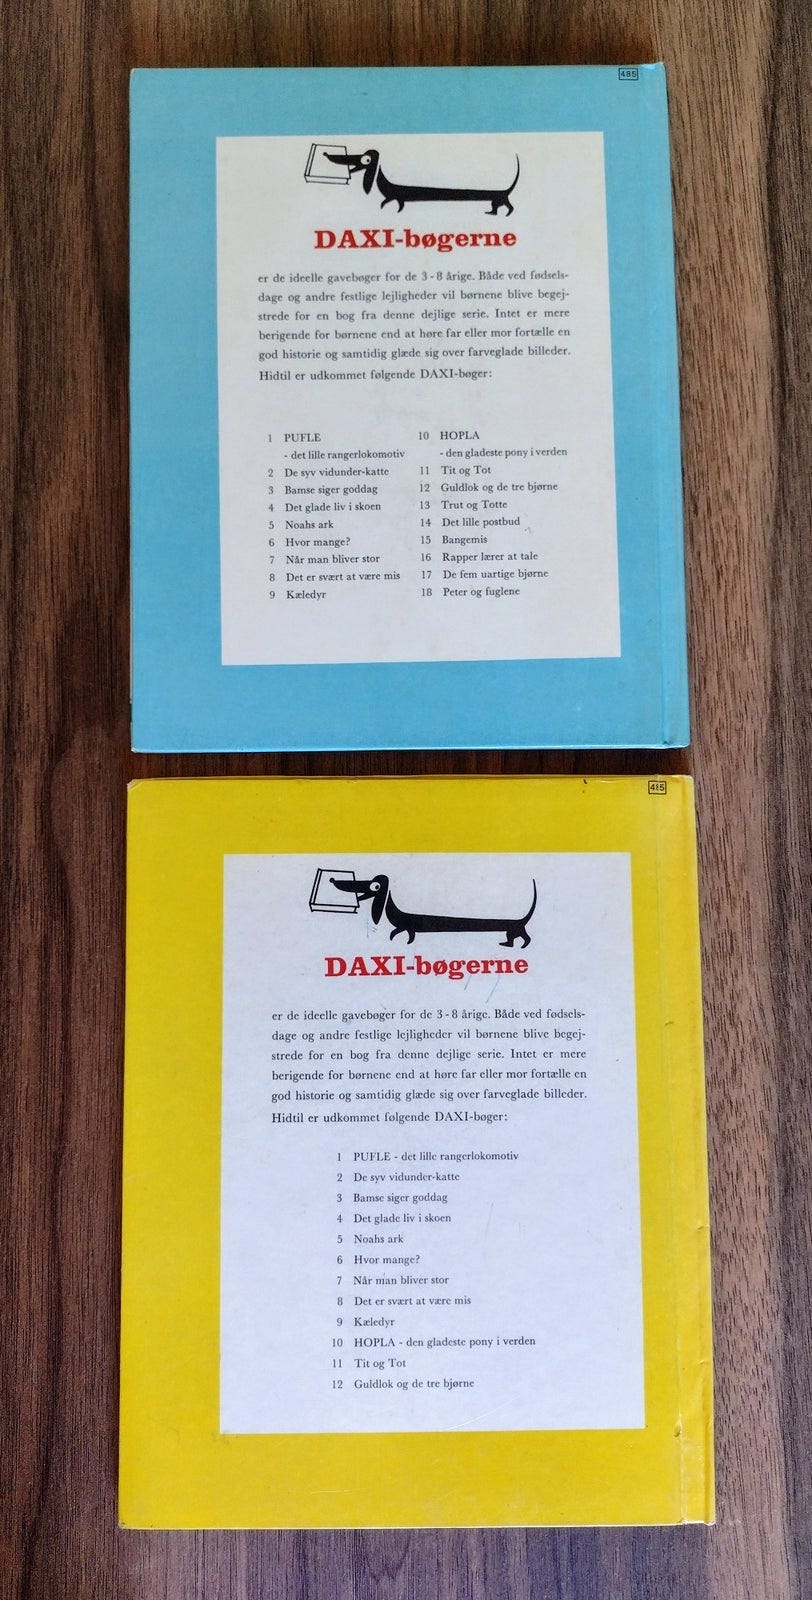 485
DAXI-bøgerne
er de ideelle gavebøger for de 3-8 årige. Både ved fødsels-
dage og andre festlige lejligheder vil børnene blive begej-
strede for en bog fra denne dejlige serie. Intet er mere
berigende for børnene end at høre far eller mor fortælle en
god historie og samtidig glæde sig over farveglade billeder.
Hidtil er udkommet følgende DAXI-bøger:
1 PUFLE
- det lille rangerlokomotiv
2 De syv vidunder-katte
3 Bamse siger goddag
4 Det glade liv i skoen
5 Noahs ark
6 Hvor mange?
7 Når man bliver stor
8 Det er svært at være mis
9 Kæledyr
10 HOPLA
- den gladeste pony i verden
11 Tit og Tot
12 Guldlok og de tre bjørne
13 Trut og Totte
14 Det lille postbud
15 Bangemis
16 Rapper lærer at tale
17 De fem uartige bjørne
18 Peter og fuglene
485
DAXI-bøgerne
er de ideelle gavebøger for de 3-8 årige. Både ved fødsels-
dage og andre festlige lejligheder vil børnene blive begej-
strede for en bog fra denne dejlige serie. Intet er mere
berigende for børnene end at høre far eller mor fortælle en
god historie og samtidig glæde sig over farveglade billeder.
Hidtil er udkommet følgende DAXI-bøger:
1 PUFLE - det lille rangerlokomotiv
2 De syv vidunder-katte
3 Bamse siger goddag
4 Det glade liv i skoen
5 Noahs ark
6 Hvor mange?
7 Når man bliver stor
8 Det er svært at være mis
9 Kæledyr
10 HOPLA - den gladeste pony i verden
11 Tit og Tot
12 Guldlok og de tre bjørne